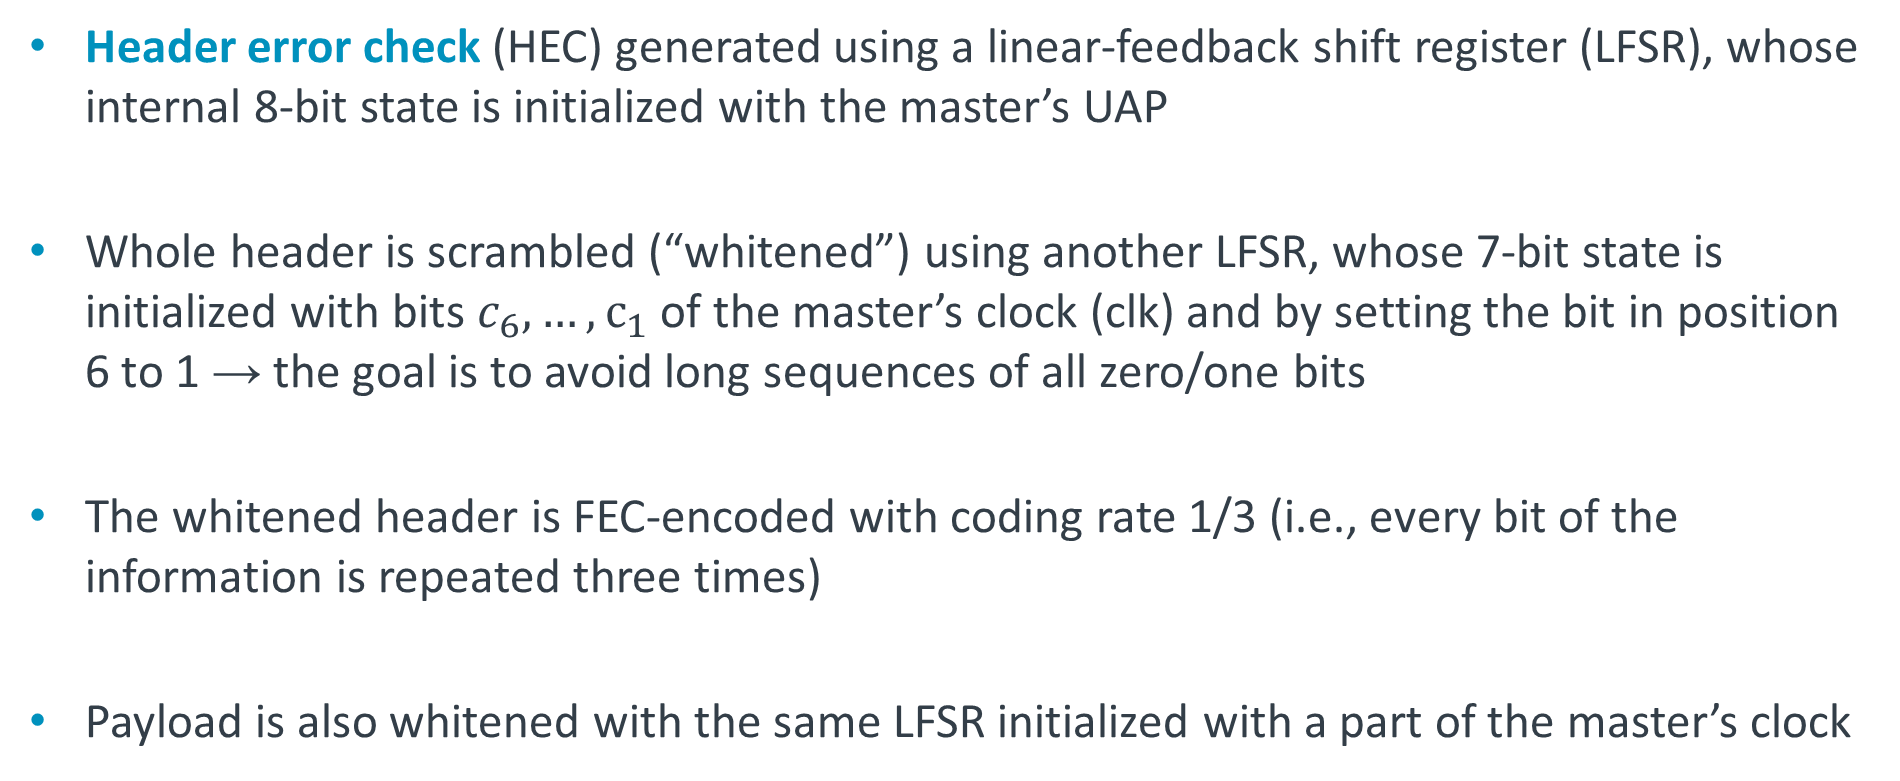 • Header error check (HEC) generated using a linear-feedback shift register (LFSR), whose
internal 8-bit state is initialized with the master’s UAP
• Whole header is scrambled (“whitened”) using another LFSR, whose 7-bit state is
initialized with bits c₆, … , c₁ of the master’s clock (clk) and by setting the bit in position
6 to 1 → the goal is to avoid long sequences of all zero/one bits
• The whitened header is FEC-encoded with coding rate 1/3 (i.e., every bit of the
information is repeated three times)
• Payload is also whitened with the same LFSR initialized with a part of the master’s clock